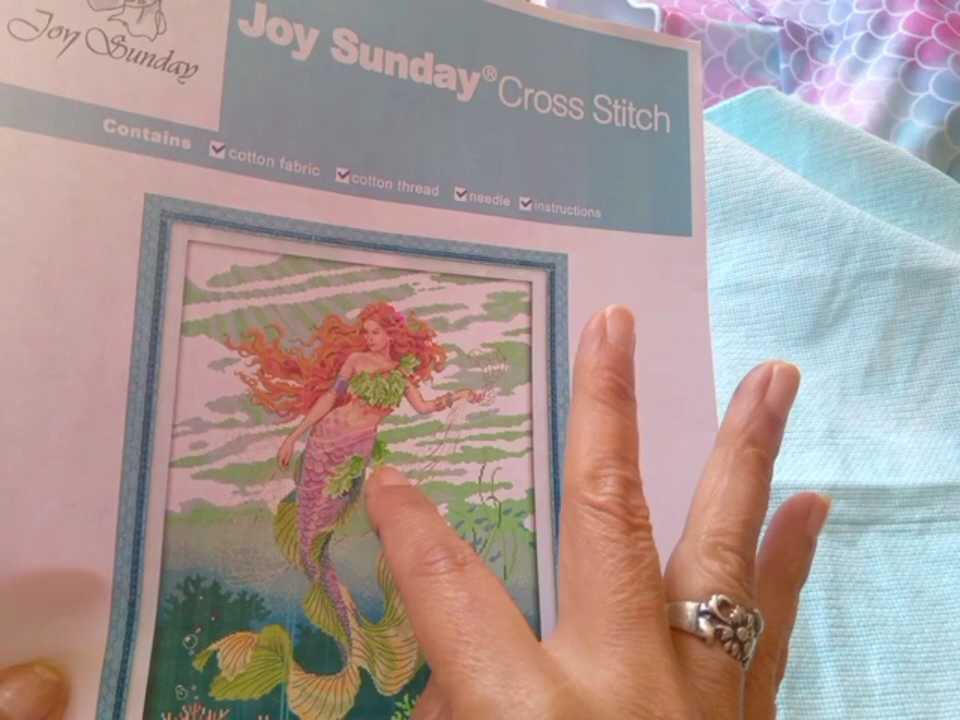 Joy Sunday
Joy Sunday® Cross Stitch
Contains cotton fabric cotton thread needle instructions